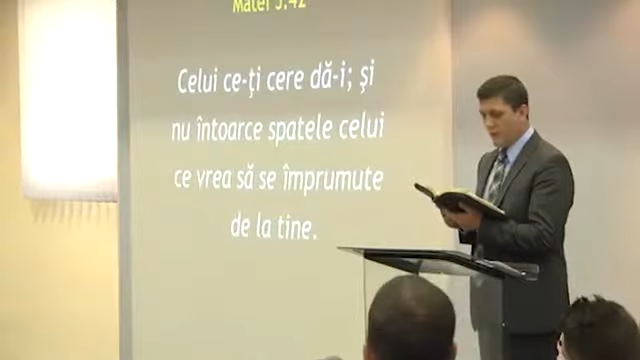 Matei 5:42
Celui ce-ţi cere dă-i; şi
nu întoarce spatele celui
ce vrea să se împrumute
de la tine.